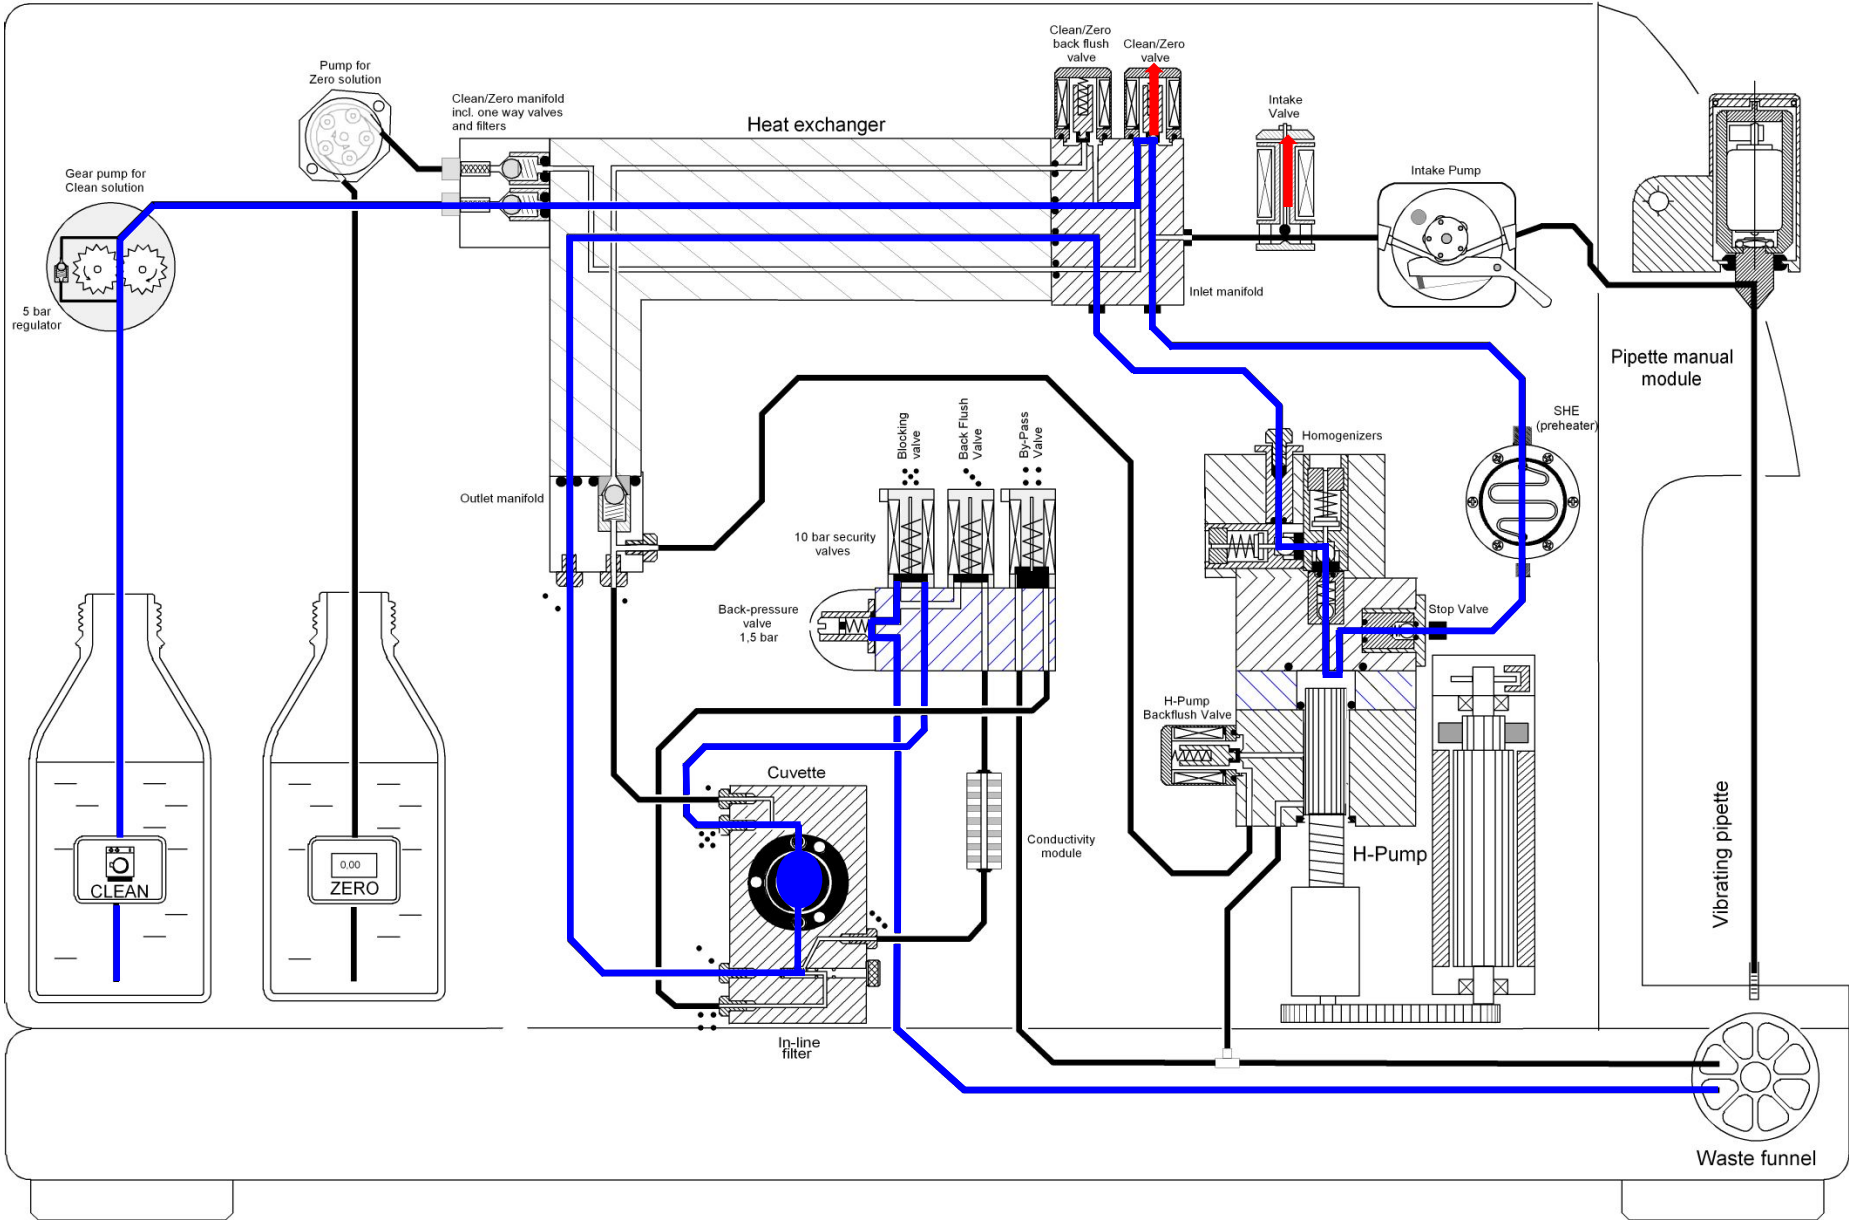 Clean/Zero
back flush
valve
Clean/Zero
valve
Pump for
Zero solution
Clean/Zero manifold
incl. one way valves
and filters
Intake
Valve
Heat exchanger
Gear pump for
Clean solution
Intake Pump
5 bar
regulator
Inlet manifold
Pipette manual
module
SHE
(preheater)
Blocking
valve
Back Flush
Valve
By-Pass
Valve
Homogenizers
Outlet manifold
10 bar security
valves
Back-pressure
valve
1,5 bar
Stop Valve
H-Pump
Backflush Valve
Cuvette
Conductivity
module
H-Pump
0,00
CLEAN
ZERO
Vibrating pipette
In-line
filter
Waste funnel